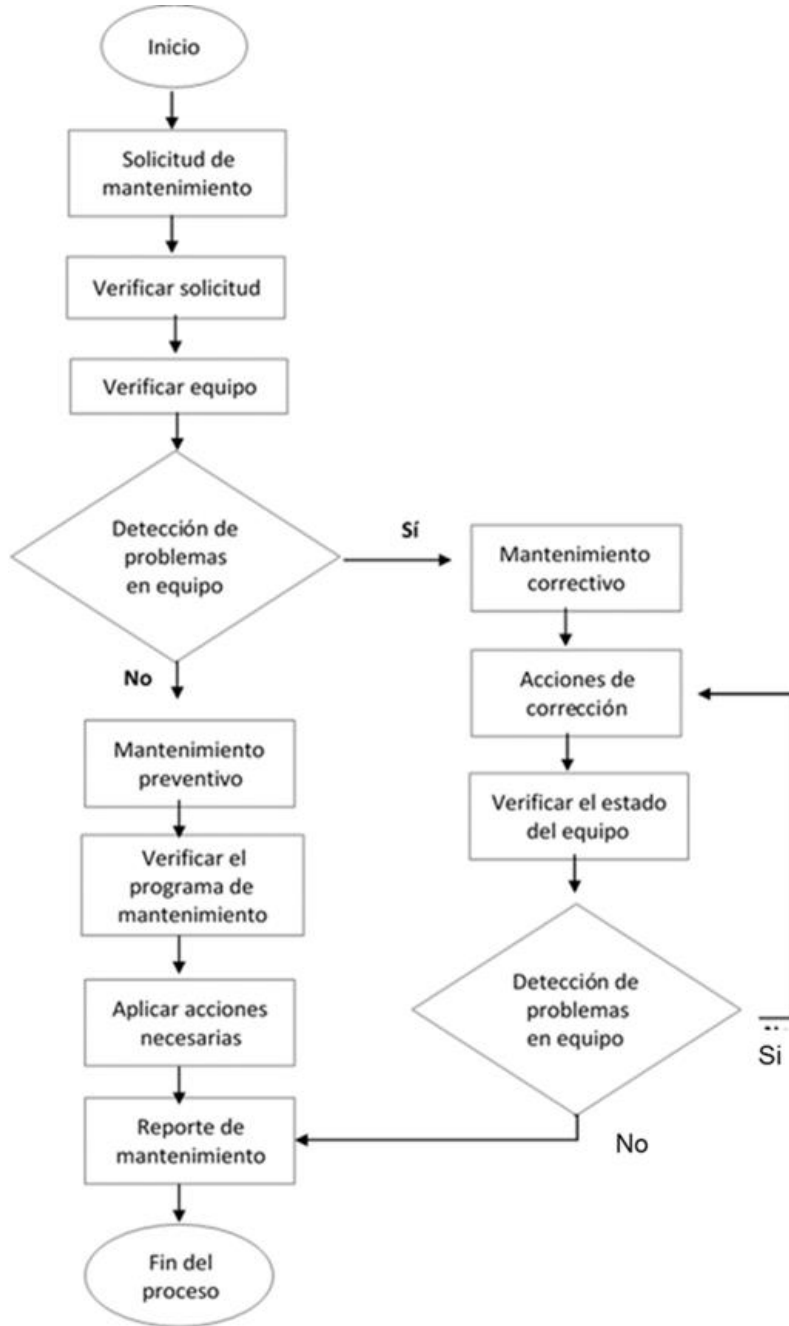 Inicio
Solicitud de
mantenimiento
Verificar solicitud
Verificar equipo
Detección de
problemas
en equipo
Sí
No
Mantenimiento
correctivo
Acciones de
corrección
Verificar el estado
del equipo
Detección de
problemas
en equipo
Si
No
Mantenimiento
preventivo
Verificar el
programa de
mantenimiento
Aplicar acciones
necesarias
Reporte de
mantenimiento
Fin del
proceso